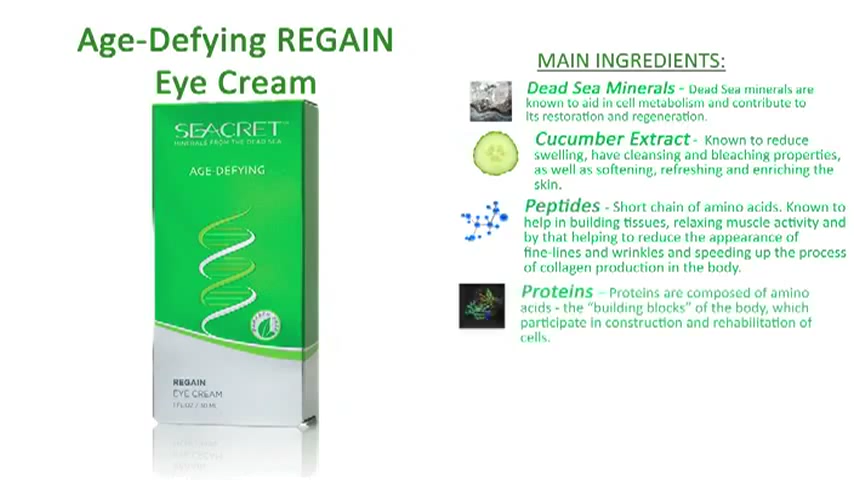 Age-Defying REGAIN
Eye Cream
SEACRET™
MINERALS FROM THE DEAD SEA
AGE-DEFYING
REGAIN
EYE CREAM
1 FL.OZ / 30 ML
MAIN INGREDIENTS:
Dead Sea Minerals - Dead Sea minerals are
known to aid in cell metabolism and contribute to
Its restoration and regeneration.
Cucumber Extract - Known to reduce
swelling, have cleansing and bleaching properties,
as well as softening, refreshing and enriching the
skin.
Peptides - Short chain of amino acids. Known to
help in building tissues, relaxing muscle activity and
by that helping to reduce the appearance of
fine-lines and wrinkles and speeding up the process
of collagen production in the body.
Proteins - Proteins are composed of amino
acids - the “building blocks” of the body, which
participate in construction and rehabilitation of
cells.